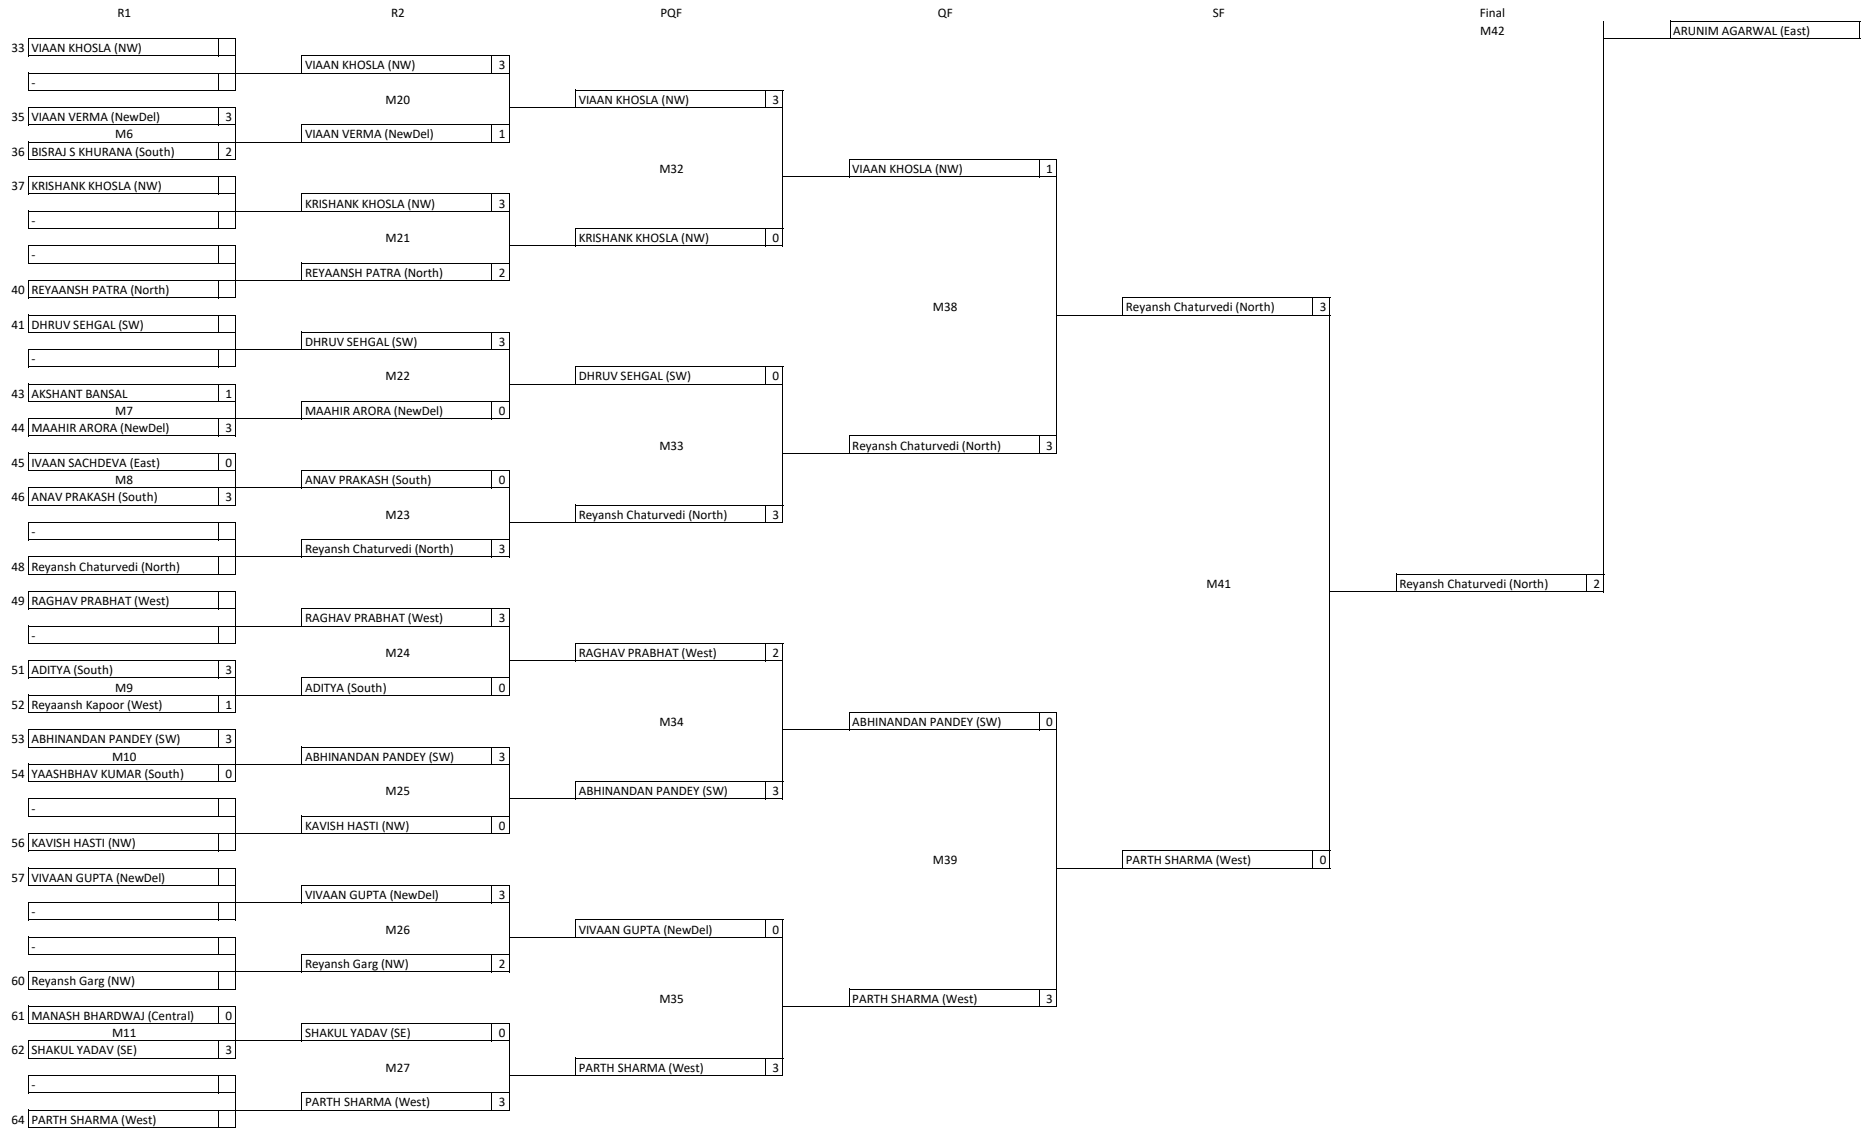 R1 R2 PQF QF SF Final
M42 ARUNIM AGARWAL (East)
33 VIAAN KHOSLA (NW)
VIAAN KHOSLA (NW) 3
-
M20 VIAAN KHOSLA (NW) 3
35 VIAAN VERMA (NewDel) 3
M6 VIAAN VERMA (NewDel) 1
36 BISRAJ S KHURANA (South) 2
M32 VIAAN KHOSLA (NW) 1
37 KRISHANK KHOSLA (NW)
KRISHANK KHOSLA (NW) 3
-
M21 KRISHANK KHOSLA (NW) 0
-
REYAANSH PATRA (North) 2
40 REYAANSH PATRA (North)
M38 Reyansh Chaturvedi (North) 3
41 DHRUV SEHGAL (SW)
DHRUV SEHGAL (SW) 3
-
M22 DHRUV SEHGAL (SW) 0
43 AKSHANT BANSAL 1
M7 MAAHIR ARORA (NewDel) 0
44 MAAHIR ARORA (NewDel) 3
M33 Reyansh Chaturvedi (North) 3
45 IVAAN SACHDEVA (East) 0
M8 ANAV PRAKASH (South) 0
46 ANAV PRAKASH (South) 3
M23 Reyansh Chaturvedi (North) 3
-
Reyansh Chaturvedi (North) 3
48 Reyansh Chaturvedi (North)
M41 Reyansh Chaturvedi (North) 2
49 RAGHAV PRABHAT (West)
RAGHAV PRABHAT (West) 3
-
M24 RAGHAV PRABHAT (West) 2
51 ADITYA (South) 3
M9 ADITYA (South) 0
52 Reyaansh Kapoor (West) 1
M34 ABHINANDAN PANDEY (SW) 0
53 ABHINANDAN PANDEY (SW) 3
M10 ABHINANDAN PANDEY (SW) 3
54 YAASHBHAV KUMAR (South) 0
M25 ABHINANDAN PANDEY (SW) 3
-
KAVISH HASTI (NW) 0
56 KAVISH HASTI (NW)
M39 PARTH SHARMA (West) 0
57 VIVAAN GUPTA (NewDel)
VIVAAN GUPTA (NewDel) 3
-
M26 VIVAAN GUPTA (NewDel) 0
-
Reyansh Garg (NW) 2
60 Reyansh Garg (NW)
M35 PARTH SHARMA (West) 3
61 MANASH BHARDWAJ (Central) 0
M11 SHAKUL YADAV (SE) 0
62 SHAKUL YADAV (SE) 3
M27 PARTH SHARMA (West) 3
-
PARTH SHARMA (West) 3
64 PARTH SHARMA (West)